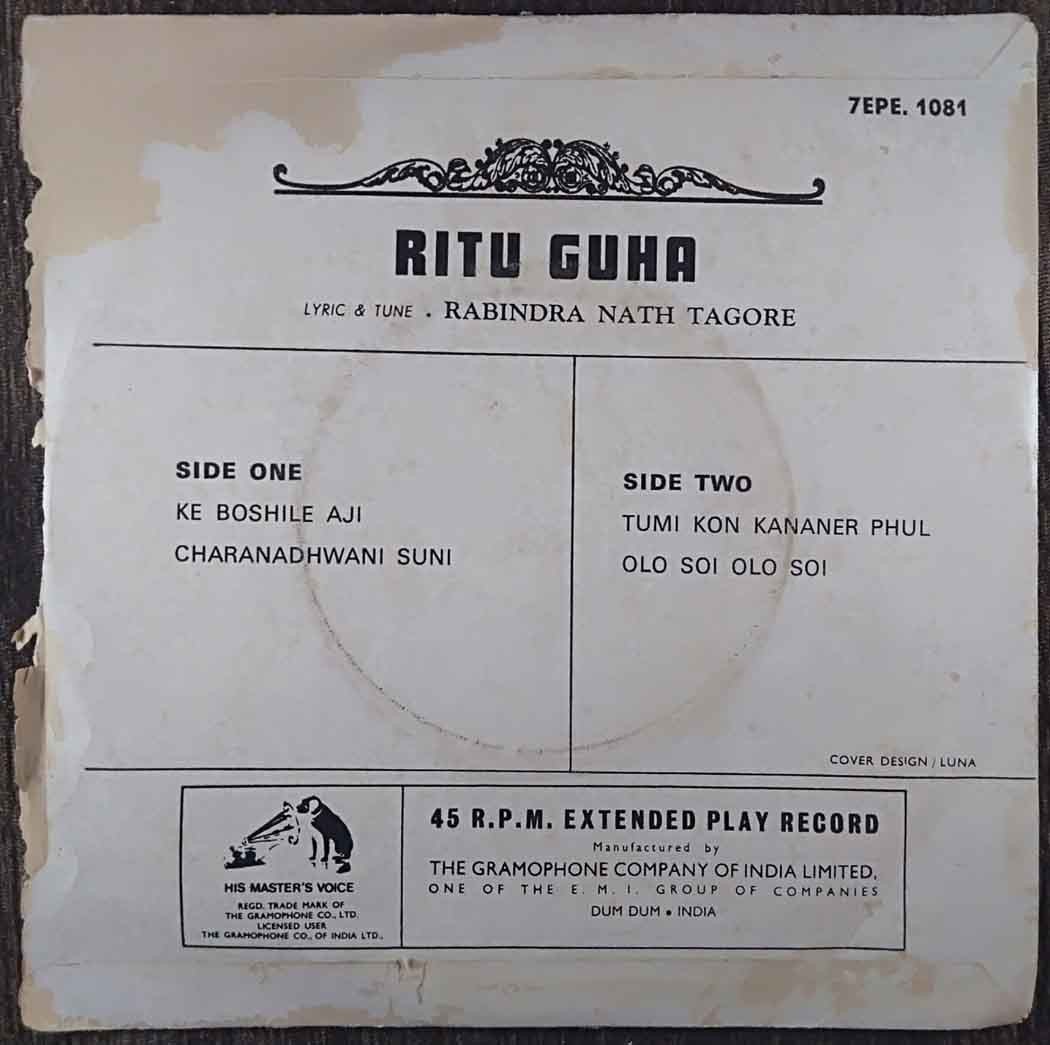 7EPE. 1081
RITU GUHA
LYRIC & TUNE . RABINDRA NATH TAGORE
SIDE ONE
KE BOSHILE AJI
CHARANADHWANI SUNI
SIDE TWO
TUMI KON KANANER PHUL
OLO SOI OLO SOI
COVER DESIGN / LUNA
HIS MASTER'S VOICE
REGD. TRADE MARK OF
THE GRAMOPHONE CO., LTD.
LICENSED USER
THE GRAMOPHONE CO., OF INDIA LTD.,
45 R.P.M. EXTENDED PLAY RECORD
Manufactured by
THE GRAMOPHONE COMPANY OF INDIA LIMITED,
ONE OF THE E. M. I. GROUP OF COMPANIES
DUM DUM • INDIA